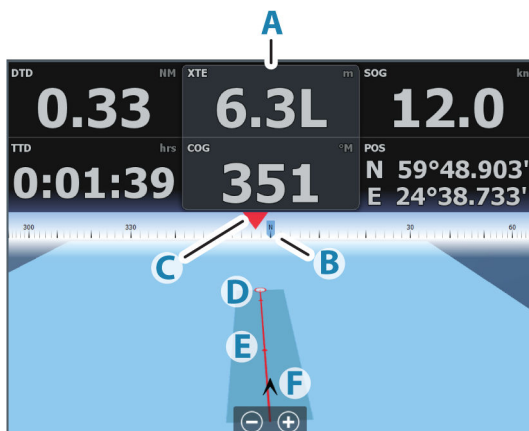 A
DTD NM XTE m SOG kn
0.33 6.3L 12.0
TTD hrs COG °M POS
0:01:39 351 N 59°48.903'
E 24°38.733'
300 330 N 30 60
C B
D
E
F